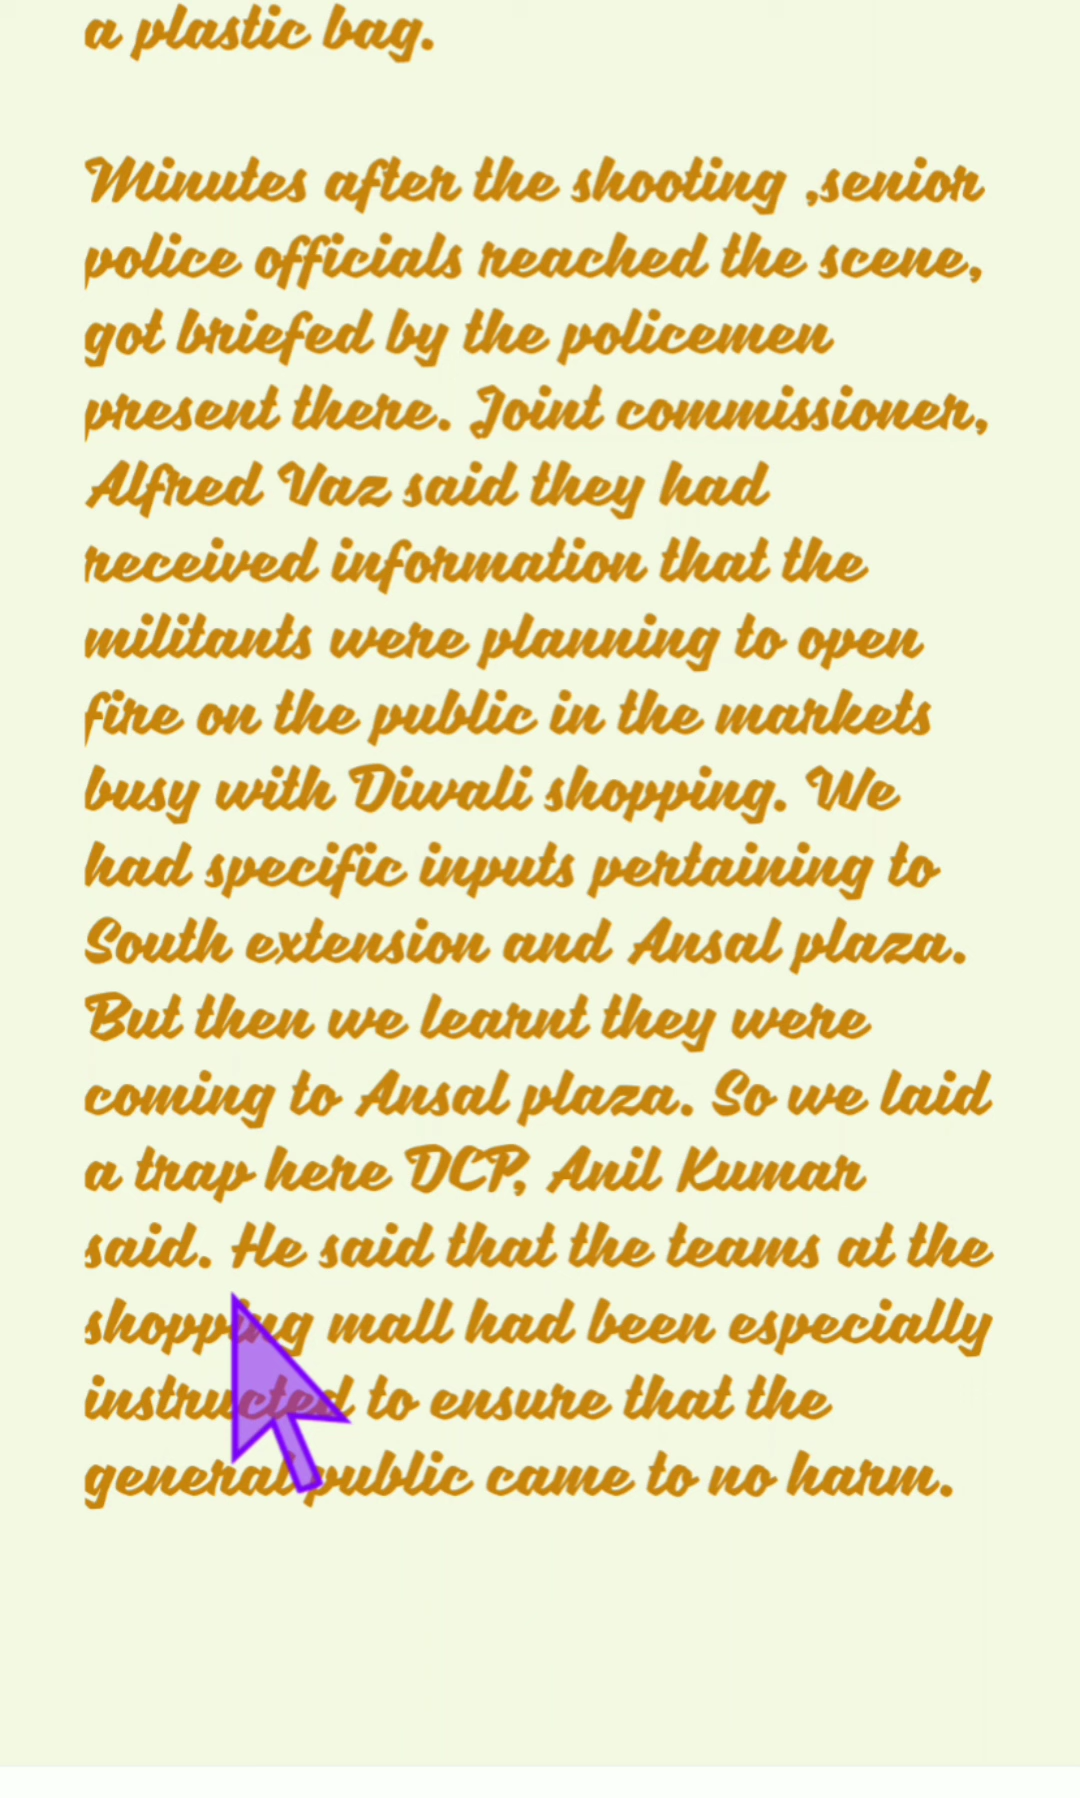 a plastic bag.
Minutes after the shooting ,senior
police officials reached the scene,
got briefed by the policemen
present there. Joint commissioner,
Alfred Vaz said they had
received information that the
militants were planning to open
fire on the public in the markets
busy with Diwali shopping. We
had specific inputs pertaining to
South extension and Ansal plaza.
But then we learnt they were
coming to Ansal plaza. So we laid
a trap here DCP, Anil Kumar
said. He said that the teams at the
shopping mall had been especially
instructed to ensure that the
general public came to no harm.